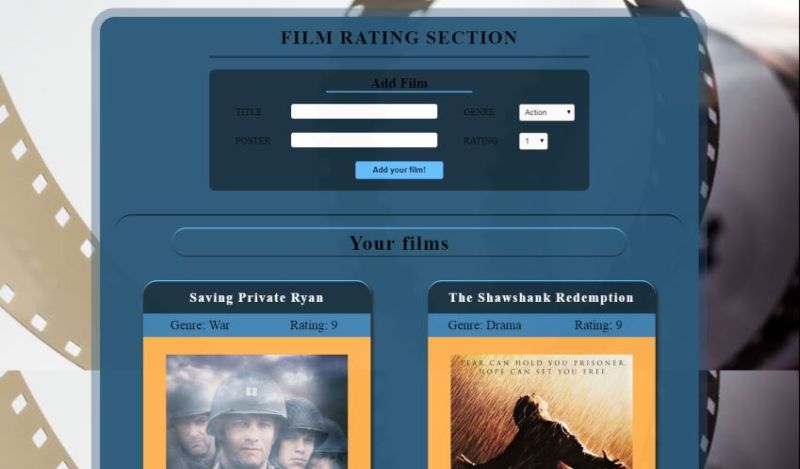 FILM RATING SECTION
Add Film
TITLE GENRE Action
POSTER RATING 1
Add your film!
Your films
Saving Private Ryan The Shawshank Redemption
Genre: War Rating: 9 Genre: Drama Rating: 9
FEAR CAN HOLD YOU PRISONER.
HOPE CAN SET YOU FREE.